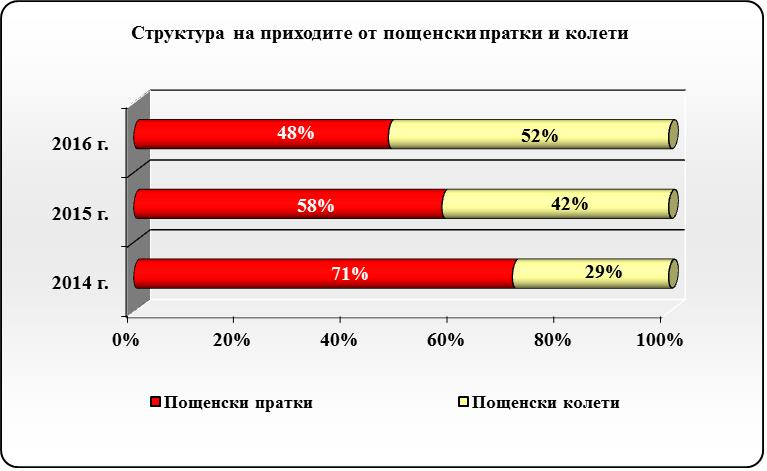 Структура на приходите от пощенски пратки и колети
2016 г.
48%
52%
2015 г.
58%
42%
2014 г.
71%
29%
0% 20% 40% 60% 80% 100%
Пощенски пратки
Пощенски колети